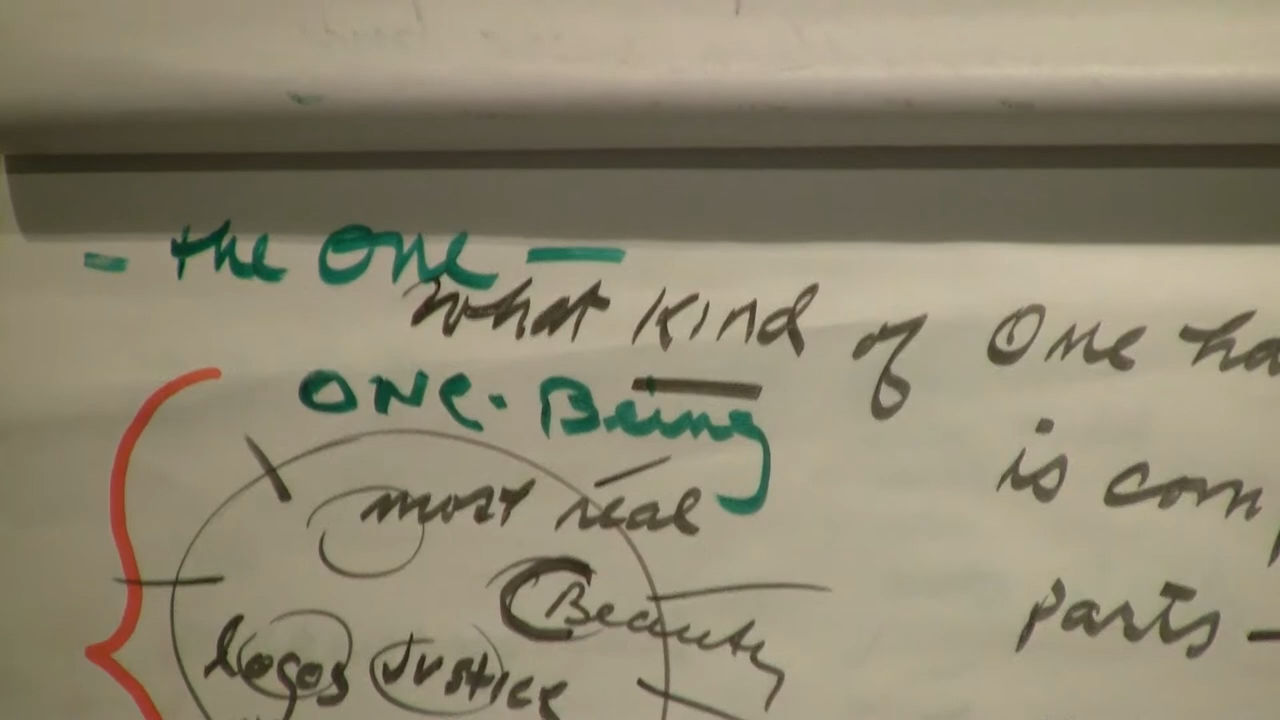 - the One -
What Kind of One ha
ONE. Being
is com
most real
Beauty
parts -
logos Justice